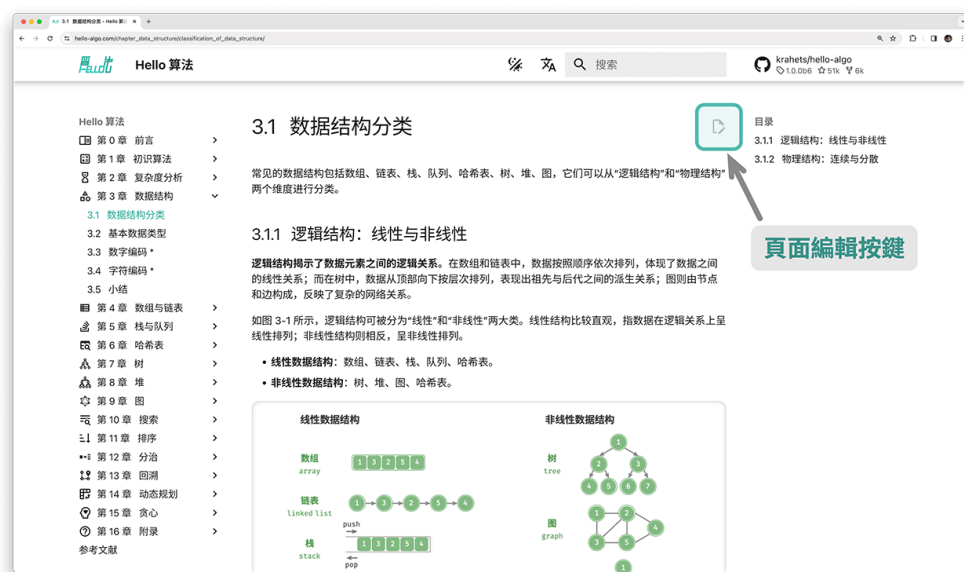 3.1 数据结构分类 - Hello 算法
hello-algo.com/chapter_data_structure/classification_of_data_structure/
HELLO算法
Hello 算法
搜索
krahets/hello-algo
1.0.0b6 51k 6k
Hello 算法
第 0 章 前言
第 1 章 初识算法
第 2 章 复杂度分析
第 3 章 数据结构
3.1 数据结构分类
3.2 基本数据类型
3.3 数字编码 *
3.4 字符编码 *
3.5 小结
第 4 章 数组与链表
第 5 章 栈与队列
第 6 章 哈希表
第 7 章 树
第 8 章 堆
第 9 章 图
第 10 章 搜索
第 11 章 排序
第 12 章 分治
第 13 章 回溯
第 14 章 动态规划
第 15 章 贪心
第 16 章 附录
参考文献
3.1 数据结构分类
常见的数据结构包括数组、链表、栈、队列、哈希表、树、堆、图，它们可以从“逻辑结构”和“物理结构”
两个维度进行分类。
3.1.1 逻辑结构：线性与非线性
逻辑结构揭示了数据元素之间的逻辑关系。在数组和链表中，数据按照顺序依次排列，体现了数据之间
的线性关系；而在树中，数据从顶部向下按层次排列，表现出祖先与后代之间的派生关系；图则由节点
和边构成，反映了复杂的网络关系。
如图 3-1 所示，逻辑结构可被分为“线性”和“非线性”两大类。线性结构比较直观，指数据在逻辑关系上呈
线性排列；非线性结构则相反，呈非线性排列。
• 线性数据结构：数组、链表、栈、队列、哈希表。
• 非线性数据结构：树、堆、图、哈希表。
线性数据结构
数组
array
1 3 2 5 4
链表
linked list
1 3 2 5 4
push
栈
stack
1 3 2 5 4
pop
非线性数据结构
树
tree
1
2 3
4 5 6 7
图
graph
1 2
4
3 5
1
目录
3.1.1 逻辑结构：线性与非线性
3.1.2 物理结构：连续与分散
頁面編輯按鍵